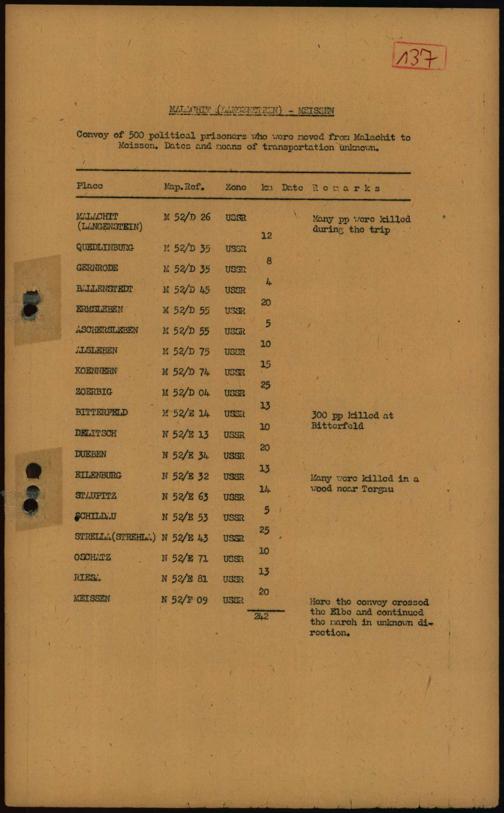 137
MALACHIT (LANGENSTEIN) - MEISSEN
Convoy of 500 political prisoners who were moved from Malachit to
Meissen. Dates and means of transportation unknown.
Place Map.Ref. Zone km Date Remarks
MALACHIT M 52/D 26 USSR Many pp were killed
(LANGENSTEIN) during the trip
12
QUEDLINBURG M 52/D 35 USSR
8
GERNRODE M 52/D 35 USSR
4
BALLENSTEDT M 52/D 45 USSR
20
ERMSLEBEN M 52/D 55 USSR
5
ASCHERSLEBEN M 52/D 55 USSR
10
ALSLEBEN M 52/D 75 USSR
15
KOENNERN M 52/D 74 USSR
25
ZOERBIG M 52/D 04 USSR
13
BITTERFELD M 52/E 14 USSR 300 pp killed at
10 Bitterfeld
DELITSCH N 52/E 13 USSR
20
DUEBEN N 52/E 34 USSR
13
EILENBURG N 52/E 32 USSR Many were killed in a
14 wood near Torgau
STAUPITZ N 52/E 63 USSR
5
SCHILDAU N 52/E 53 USSR
25
STRELLA(STREHLA) N 52/E 43 USSR
10
OSCHATZ N 52/E 71 USSR
13
RIESA N 52/E 81 USSR
20
MEISSEN N 52/F 09 USSR Here the convoy crossed
242 the Elbe and continued
the march in unknown di-
rection.